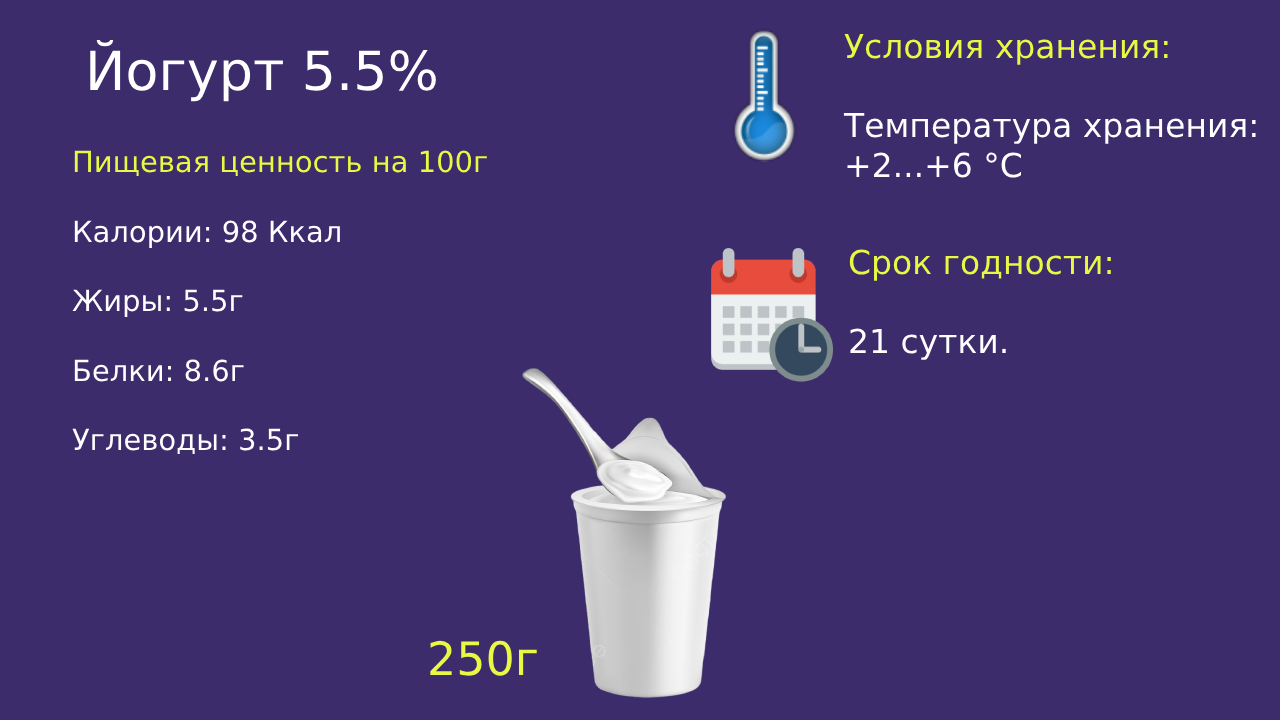 Йогурт 5.5%
Пищевая ценность на 100г
Калории: 98 Ккал
Жиры: 5.5г
Белки: 8.6г
Углеводы: 3.5г
250г
Условия хранения:
Температура хранения:
+2...+6 °C
Срок годности:
21 сутки.